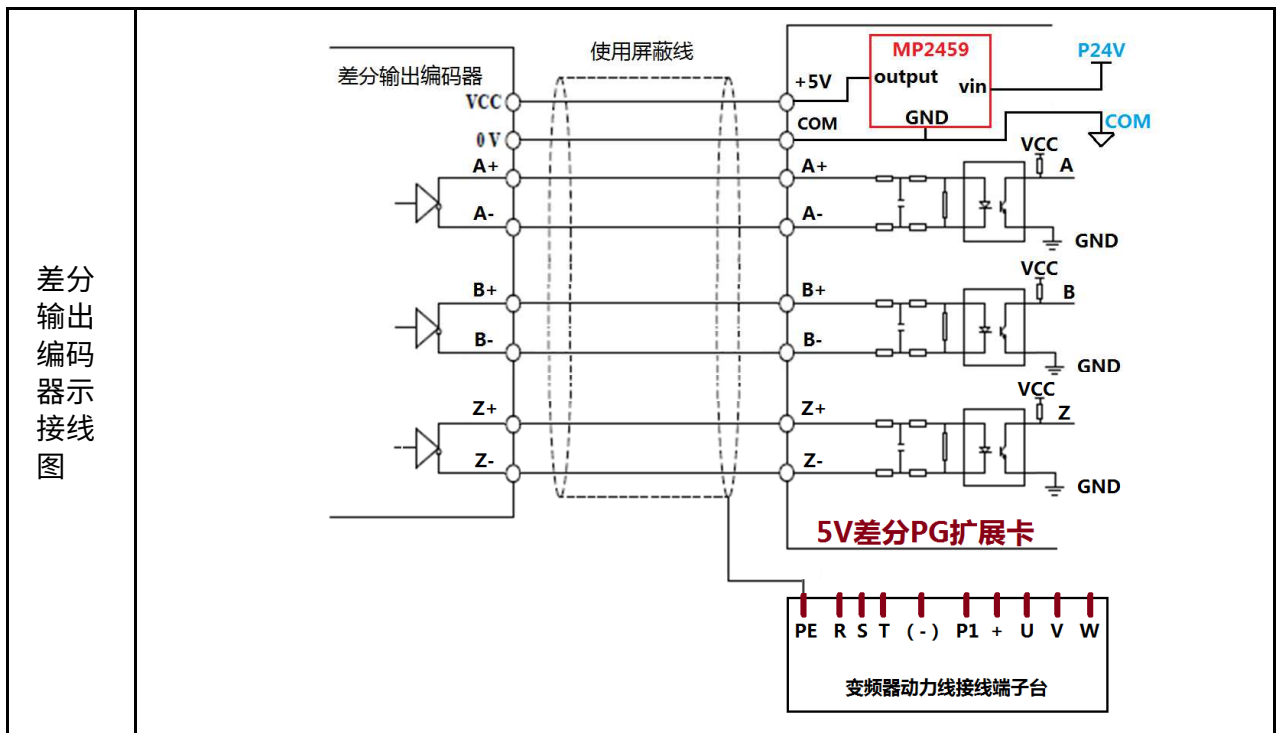 差分
输出
编码
器示
接线
图
差分输出编码器
使用屏蔽线
VCC
0 V
A+
A-
B+
B-
Z+
Z-
+5V
COM
A+
A-
B+
B-
Z+
Z-
MP2459
output
vin
GND
P24V
COM
VCC
A
GND
VCC
B
GND
VCC
Z
GND
5V差分PG扩展卡
PE R S T ( - ) P1 + U V W
变频器动力线接线端子台